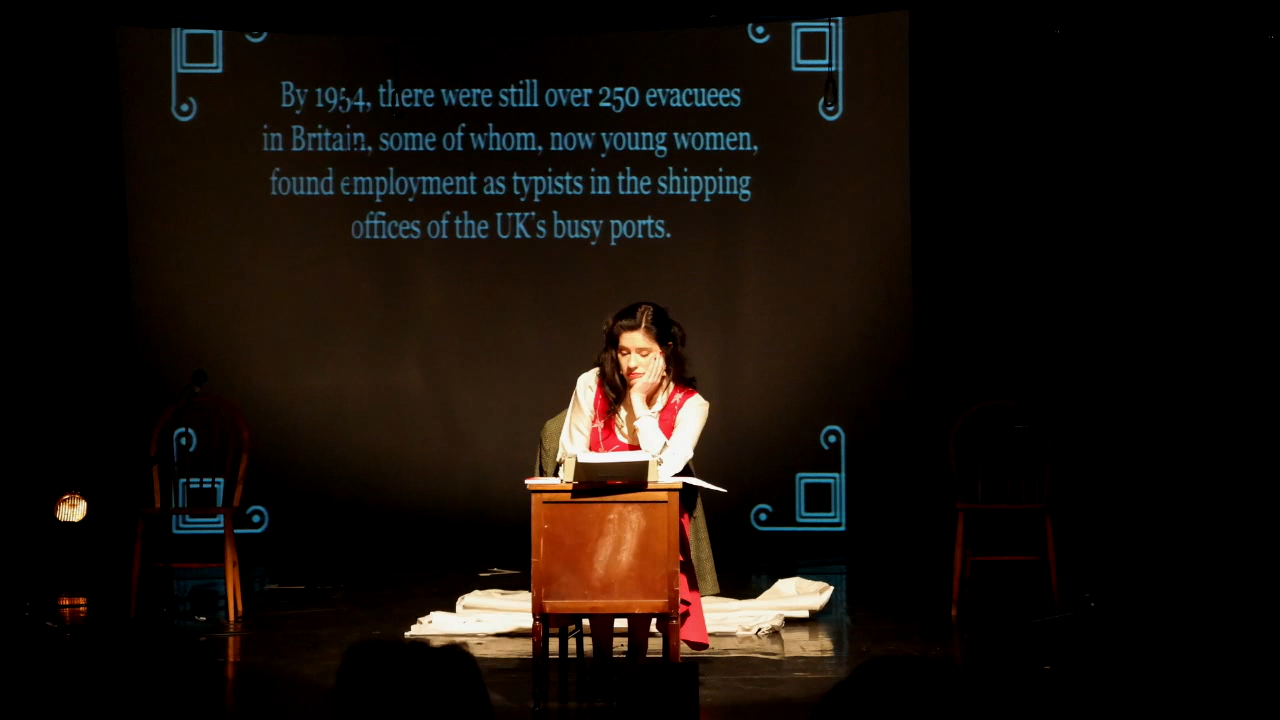 By 1954, there were still over 250 evacuees
in Britain, some of whom, now young women,
found employment as typists in the shipping
offices of the UK's busy ports.